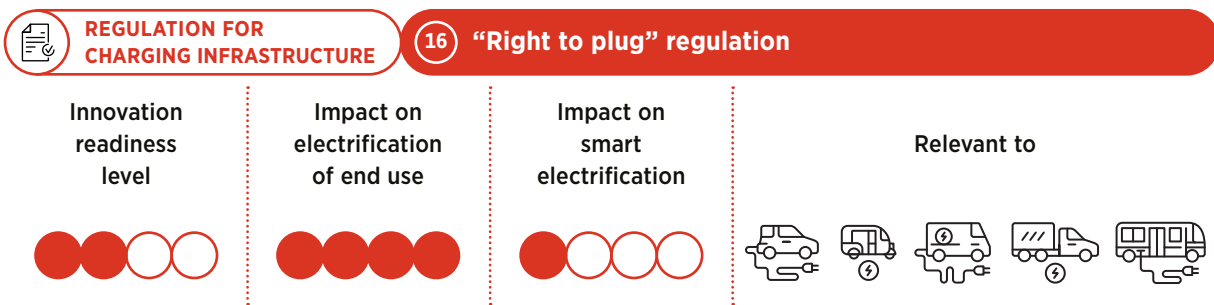 REGULATION FOR
CHARGING INFRASTRUCTURE
16 “Right to plug” regulation
Innovation
readiness
level
Impact on
electrification
of end use
Impact on
smart
electrification
Relevant to